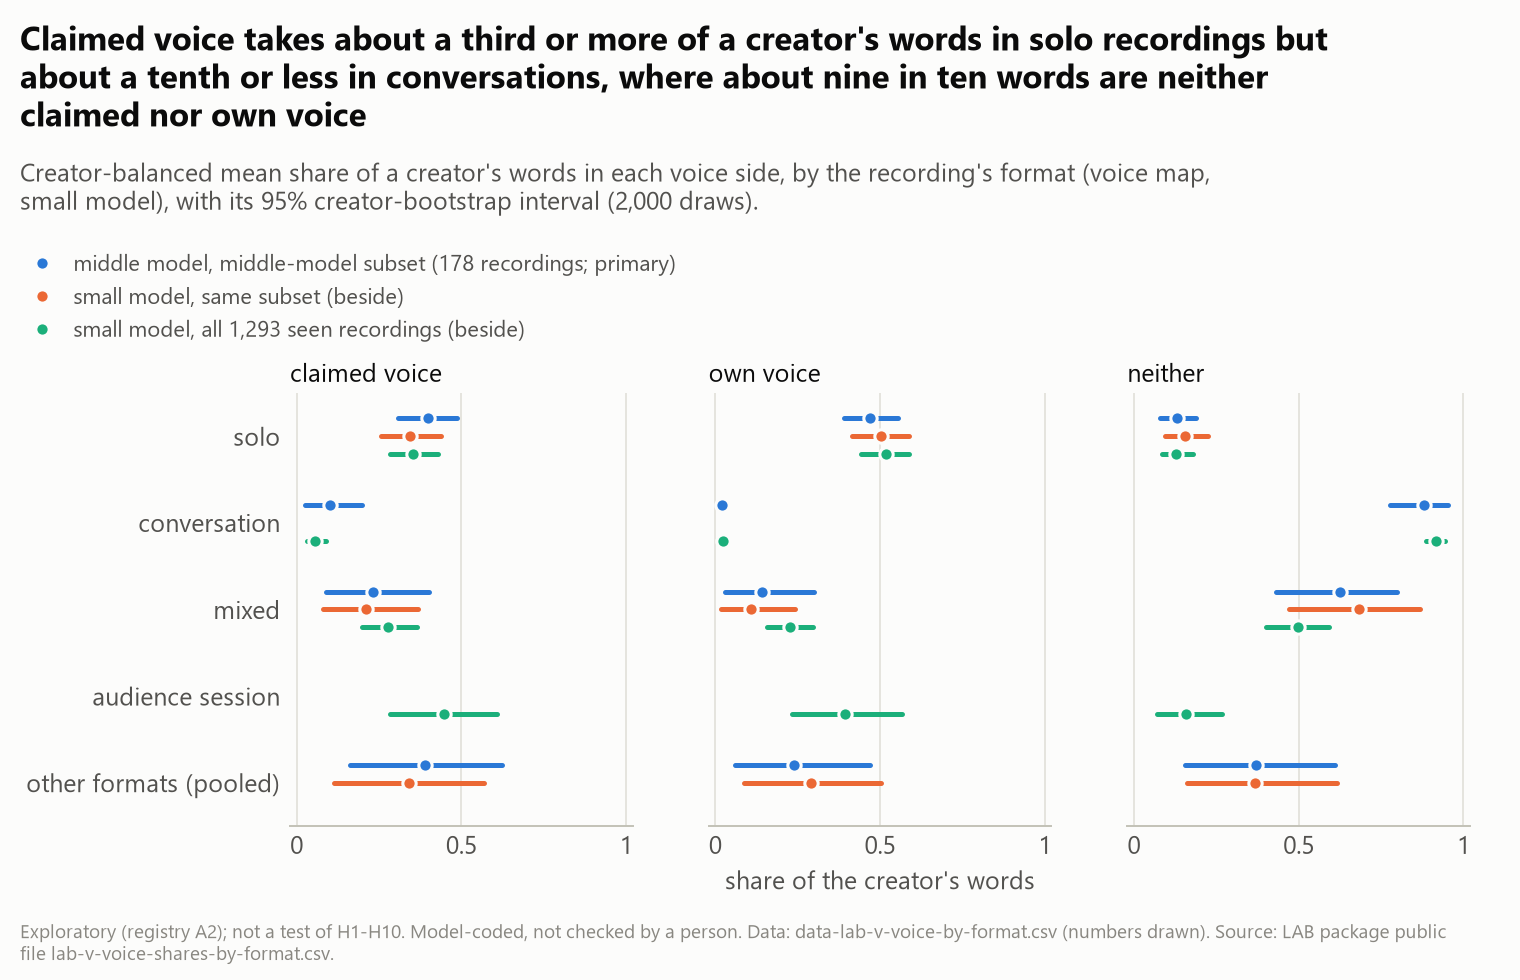 Claimed voice takes about a third or more of a creator's words in solo recordings but
about a tenth or less in conversations, where about nine in ten words are neither
claimed nor own voice
Creator-balanced mean share of a creator's words in each voice side, by the recording's format (voice map,
small model), with its 95% creator-bootstrap interval (2,000 draws).
middle model, middle-model subset (178 recordings; primary)
small model, same subset (beside)
small model, all 1,293 seen recordings (beside)
claimed voice
own voice
neither
solo
conversation
mixed
audience session
other formats (pooled)
0 0.5 1
0 0.5 1
0 0.5 1
share of the creator's words
Exploratory (registry A2); not a test of H1-H10. Model-coded, not checked by a person. Data: data-lab-v-voice-by-format.csv (numbers drawn). Source: LAB package public
file lab-v-voice-shares-by-format.csv.